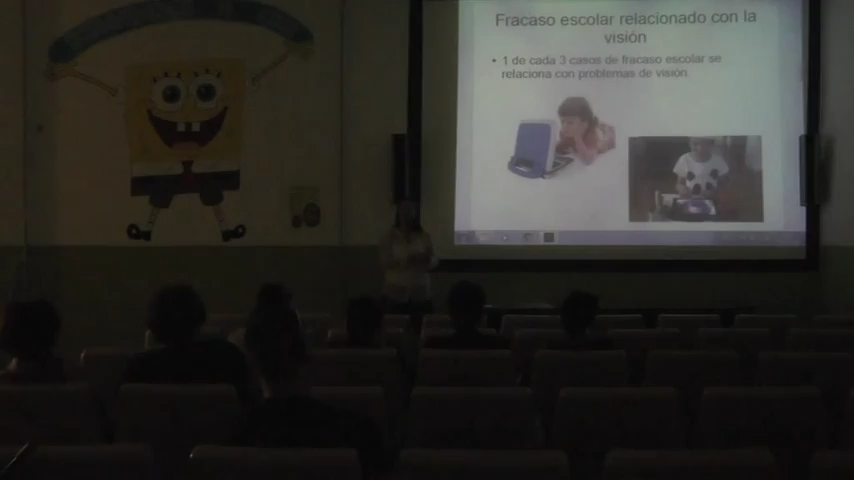 Fracaso escolar relacionado con la
visión
• 1 de cada 3 casos de fracaso escolar se
relaciona con problemas de visión